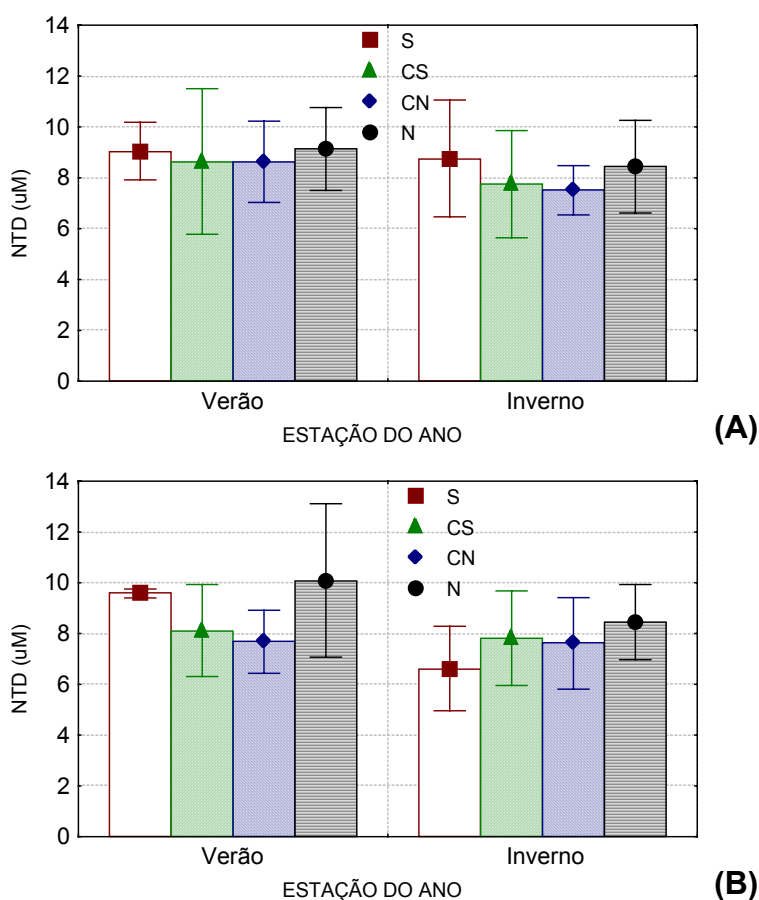 14
12
10
8
6
4
2
0
NTD (uM)
S
CS
CN
N
Verão
Inverno
ESTAÇÃO DO ANO
(A)
14
12
10
8
6
4
2
0
NTD (uM)
S
CS
CN
N
Verão
Inverno
ESTAÇÃO DO ANO
(B)